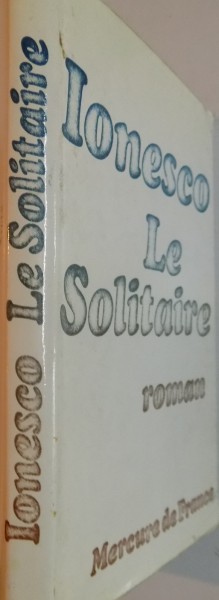 Ionesco Le Solitaire
Ionesco
Le
Solitaire
roman
Mercure de France